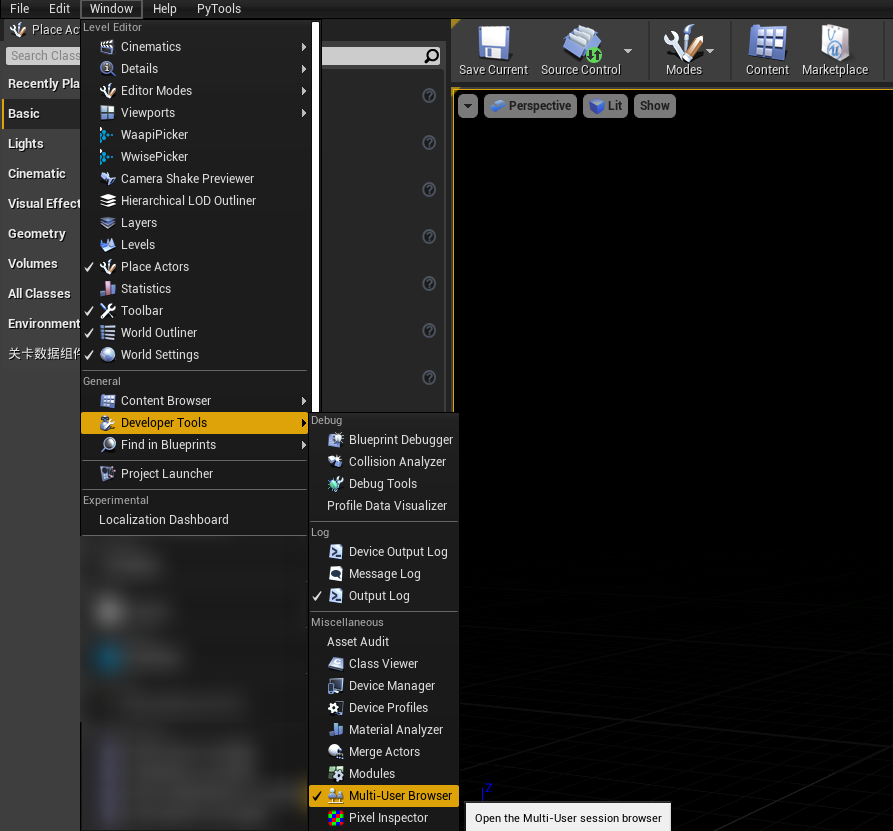 File Edit Window Help PyTools
Place
Search
Recently
Basic
Lights
Cinematic
Visual
Geometry
Volumes
All Classes
Environment
关卡数据组件
Level Editor
Cinematics
Details
Editor Modes
Viewports
WaapiPicker
WwisePicker
Camera Shake Previewer
Hierarchical LOD Outliner
Layers
Levels
Place Actors
Statistics
Toolbar
World Outliner
World Settings
General
Content Browser
Developer Tools
Find in Blueprints
Project Launcher
Experimental
Localization Dashboard
Debug
Blueprint Debugger
Collision Analyzer
Debug Tools
Profile Data Visualizer
Log
Device Output Log
Message Log
Output Log
Miscellaneous
Asset Audit
Class Viewer
Device Manager
Device Profiles
Material Analyzer
Merge Actors
Modules
Multi-User Browser
Pixel Inspector
Save Current Source Control Modes Content Marketplace
Perspective Lit Show
Z
Open the Multi-User session browser